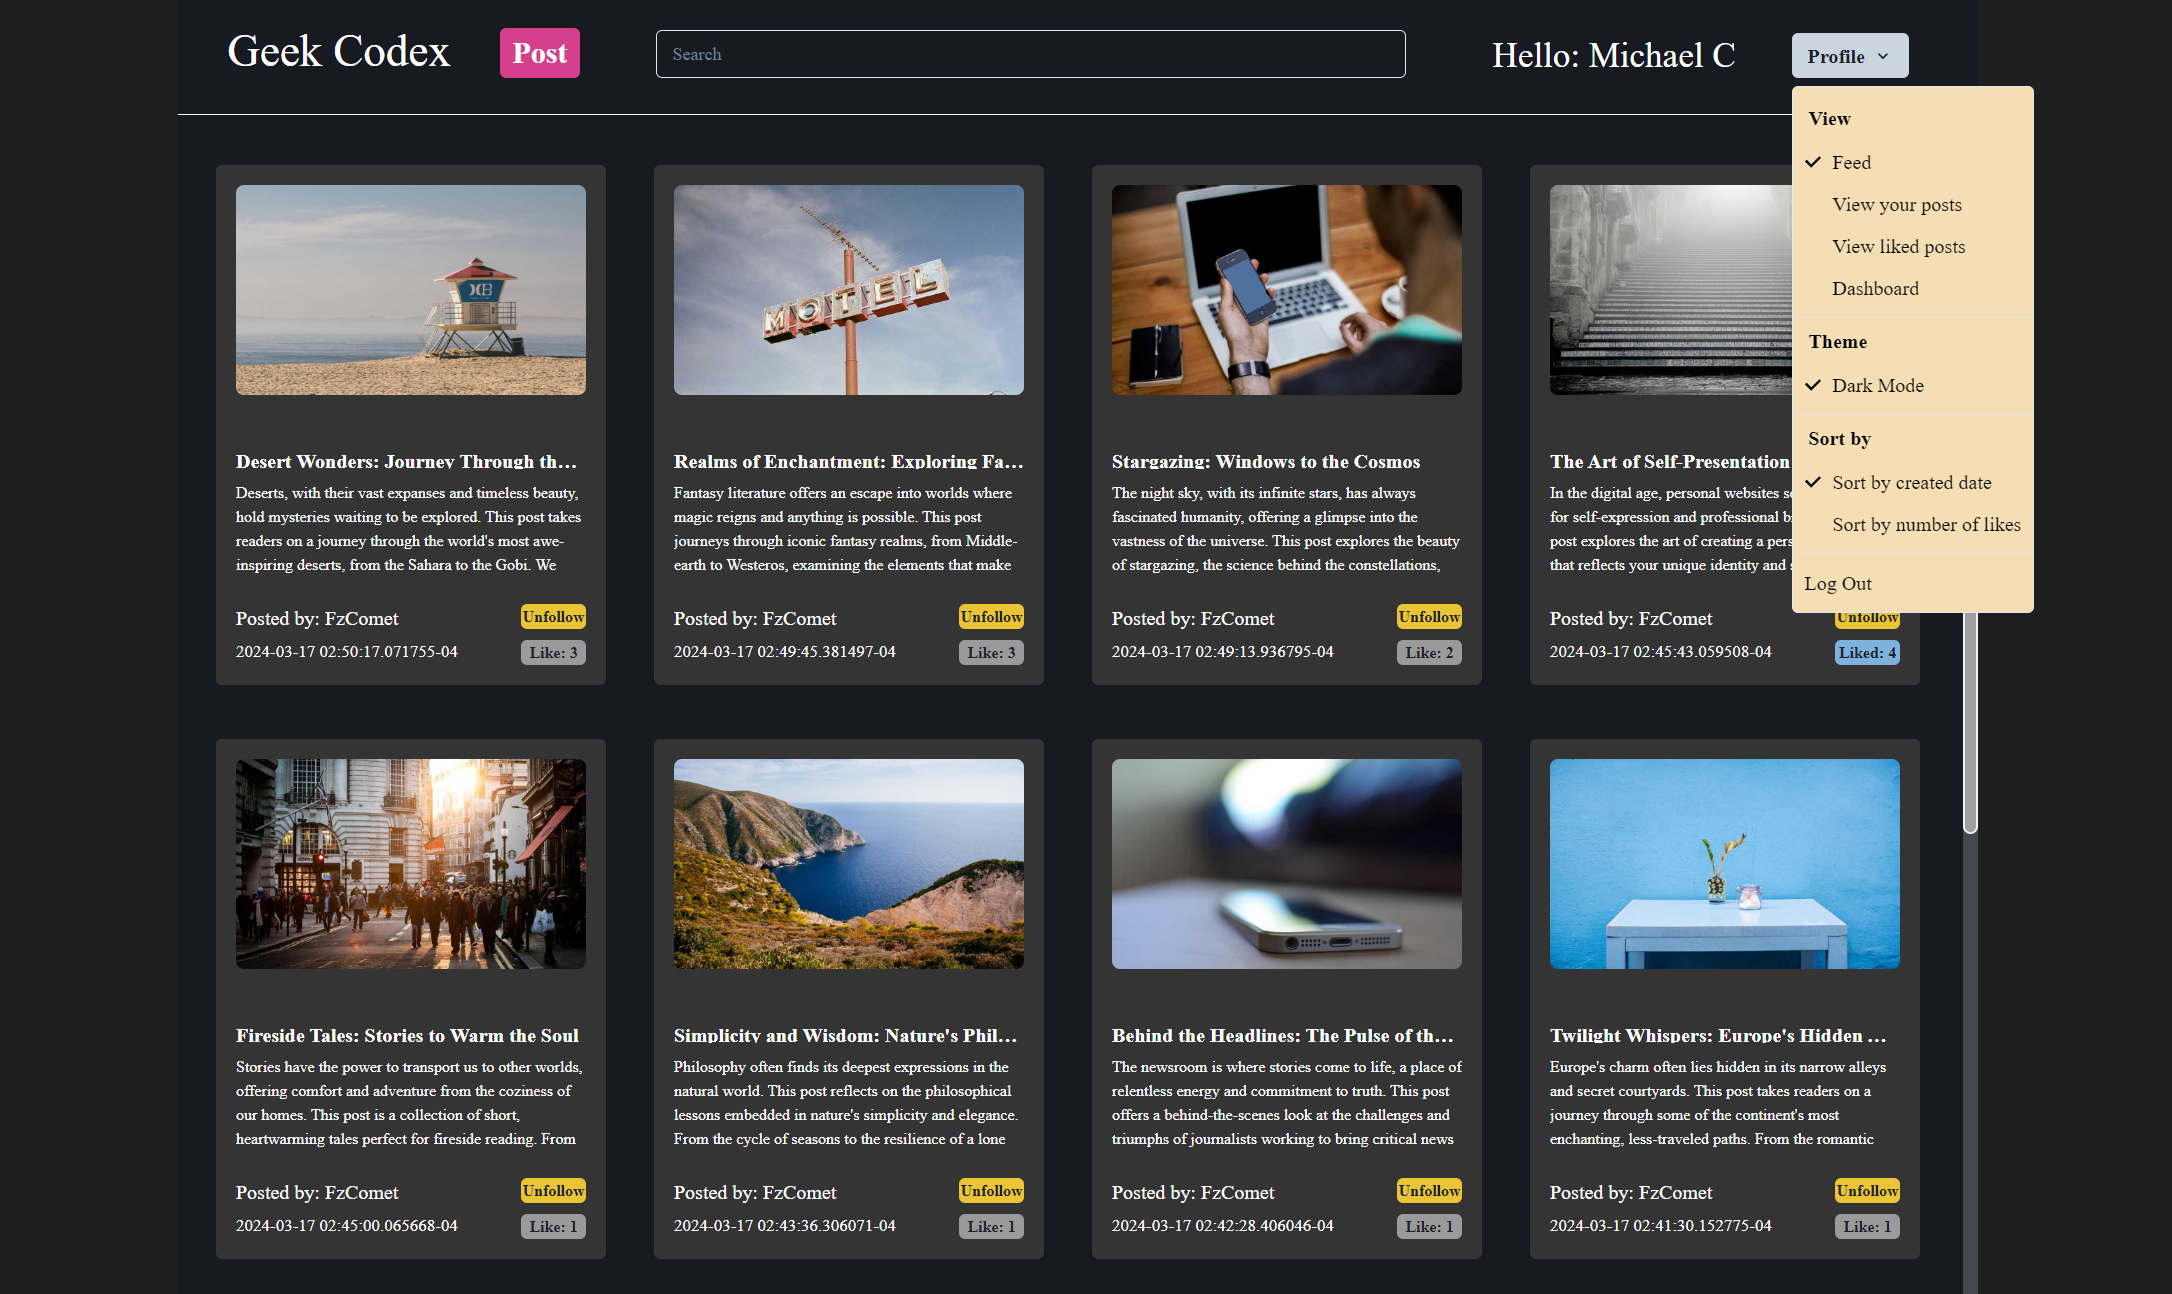 Geek Codex
Post
Search
Hello: Michael C
Profile
View
Feed
View your posts
View liked posts
Dashboard
Theme
Dark Mode
Sort by
Sort by created date
Sort by number of likes
Log Out
MOTEL
Desert Wonders: Journey Through th...
Deserts, with their vast expanses and timeless beauty,
hold mysteries waiting to be explored. This post takes
readers on a journey through the world's most awe-
inspiring deserts, from the Sahara to the Gobi. We
Posted by: FzComet
Unfollow
2024-03-17 02:50:17.071755-04
Like: 3
Realms of Enchantment: Exploring Fa...
Fantasy literature offers an escape into worlds where
magic reigns and anything is possible. This post
journeys through iconic fantasy realms, from Middle-
earth to Westeros, examining the elements that make
Posted by: FzComet
Unfollow
2024-03-17 02:49:45.381497-04
Like: 3
Stargazing: Windows to the Cosmos
The night sky, with its infinite stars, has always
fascinated humanity, offering a glimpse into the
vastness of the universe. This post explores the beauty
of stargazing, the science behind the constellations,
Posted by: FzComet
Unfollow
2024-03-17 02:49:13.936795-04
Like: 2
The Art of Self-Presentation
In the digital age, personal websites
for self-expression and professional
post explores the art of creating a
that reflects your unique identity and
Posted by: FzComet
Unfollow
2024-03-17 02:45:43.059508-04
Liked: 4
Fireside Tales: Stories to Warm the Soul
Stories have the power to transport us to other worlds,
offering comfort and adventure from the coziness of
our homes. This post is a collection of short,
heartwarming tales perfect for fireside reading. From
Posted by: FzComet
Unfollow
2024-03-17 02:45:00.065668-04
Like: 1
Simplicity and Wisdom: Nature's Phil...
Philosophy often finds its deepest expressions in the
natural world. This post reflects on the philosophical
lessons embedded in nature's simplicity and elegance.
From the cycle of seasons to the resilience of a lone
Posted by: FzComet
Unfollow
2024-03-17 02:43:36.306071-04
Like: 1
Behind the Headlines: The Pulse of th...
The newsroom is where stories come to life, a place of
relentless energy and commitment to truth. This post
offers a behind-the-scenes look at the challenges and
triumphs of journalists working to bring critical news
Posted by: FzComet
Unfollow
2024-03-17 02:42:28.406046-04
Like: 1
Twilight Whispers: Europe's Hidden ...
Europe's charm often lies hidden in its narrow alleys
and secret courtyards. This post takes readers on a
journey through some of the continent's most
enchanting, less-traveled paths. From the romantic
Posted by: FzComet
Unfollow
2024-03-17 02:41:30.152775-04
Like: 1